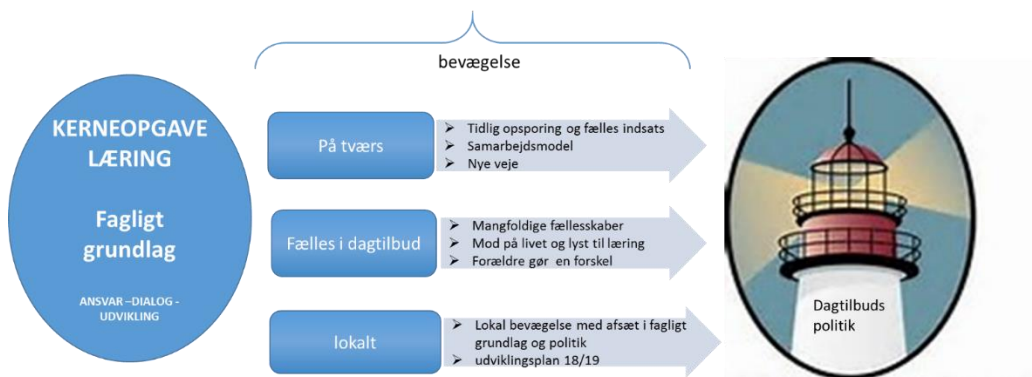 bevægelse
KERNEOPGAVE
LÆRING
Fagligt
grundlag
ANSVAR –DIALOG -
UDVIKLING
På tværs
Tidlig opsporing og fælles indsats
Samarbejdsmodel
Nye veje
Fælles i dagtilbud
Mangfoldige fællesskaber
Mod på livet og lyst til læring
Forældre gør en forskel
lokalt
Lokal bevægelse med afsæt i fagligt
grundlag og politik
udviklingsplan 18/19
Dagtilbuds
politik